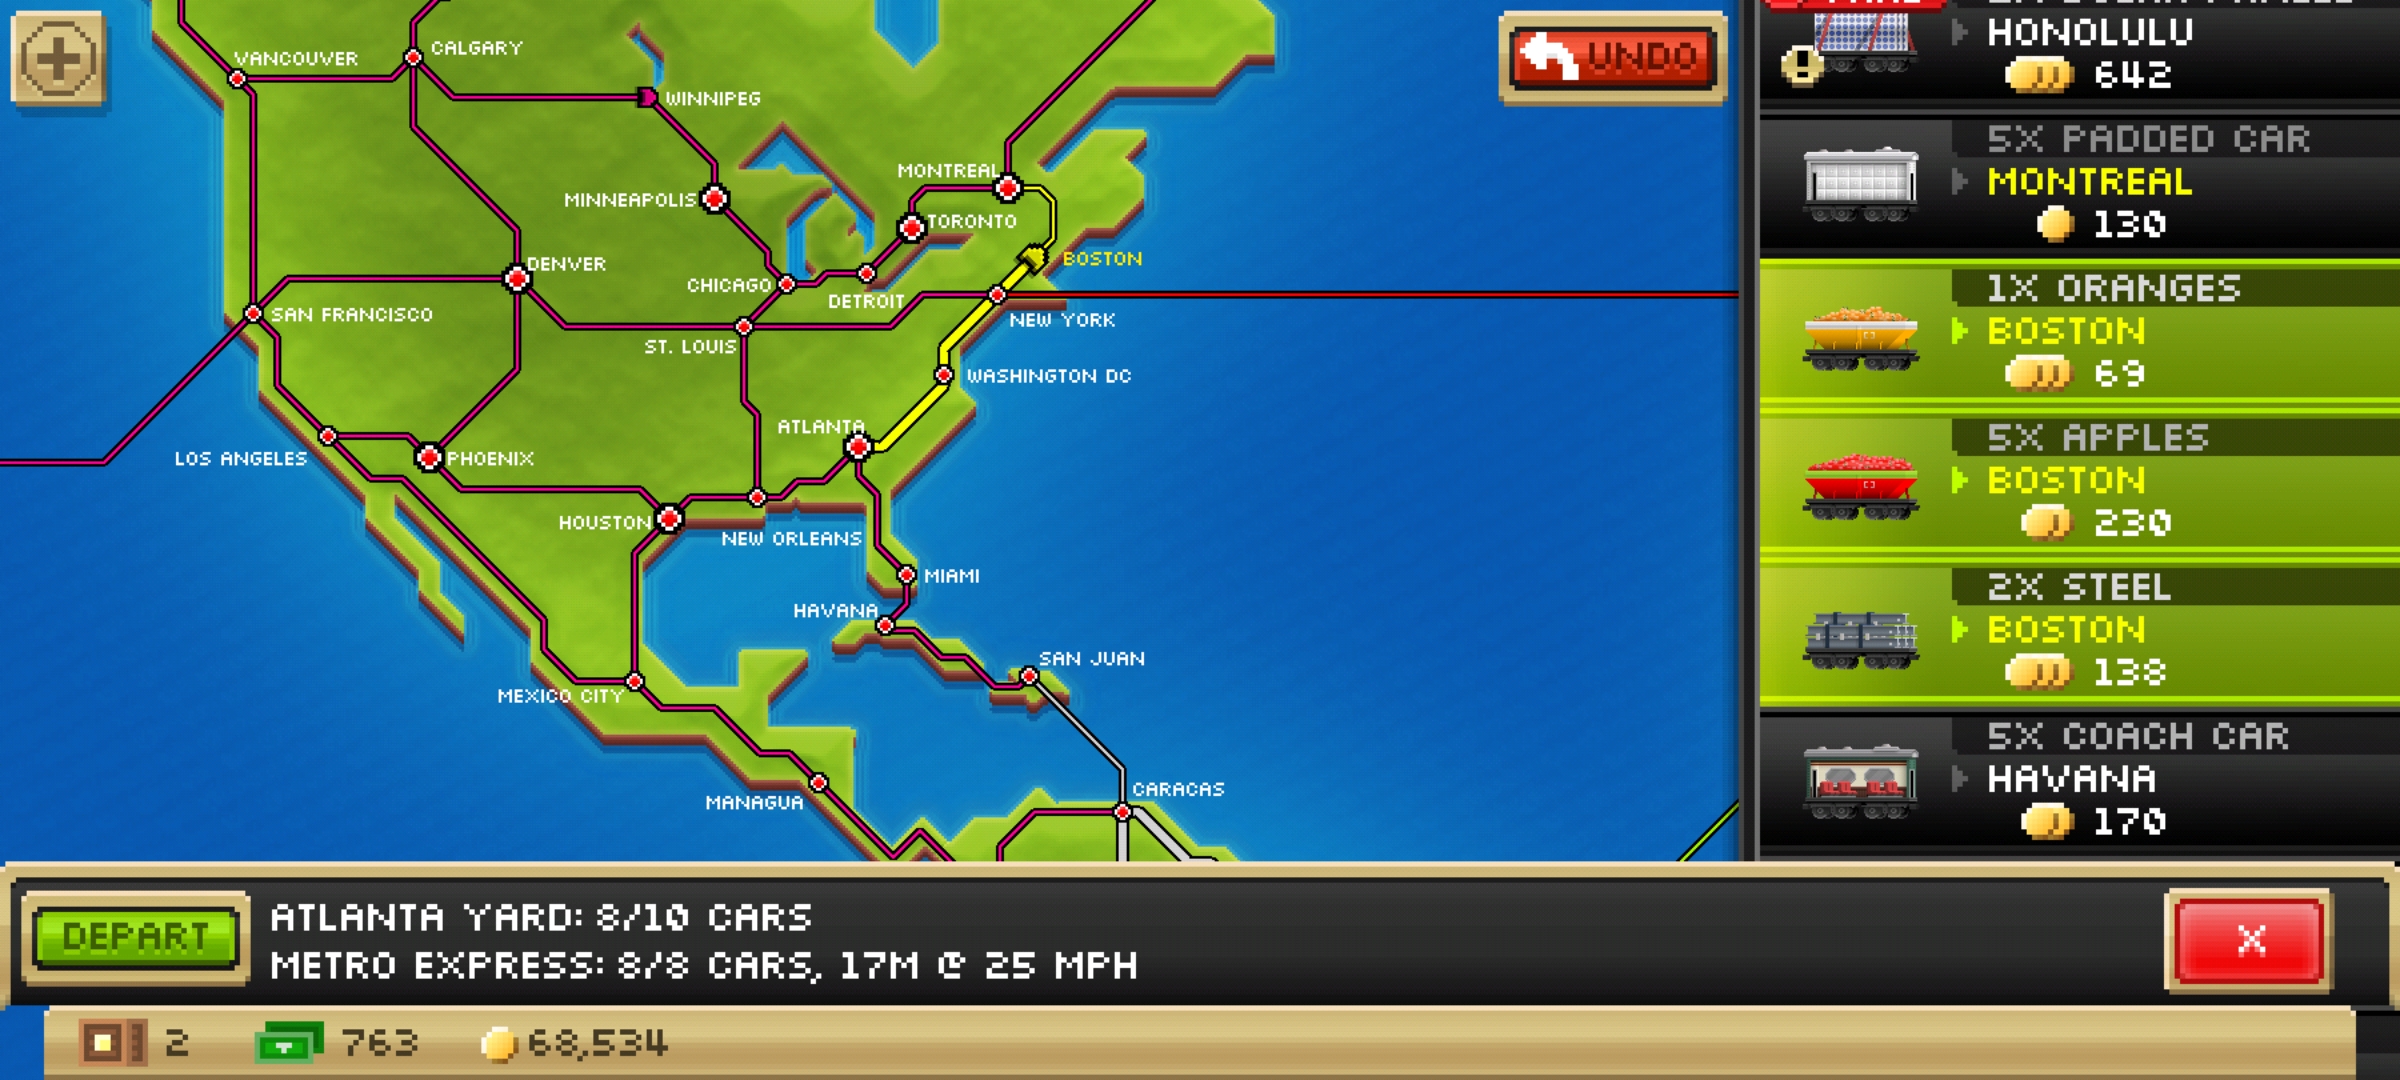 VANCOUVER
CALGARY
WINNIPEG
MINNEAPOLIS
MONTREAL
TORONTO
BOSTON
DENVER
CHICAGO
DETROIT
NEW YORK
SAN FRANCISCO
ST. LOUIS
WASHINGTON DC
ATLANTA
LOS ANGELES
PHOENIX
HOUSTON
NEW ORLEANS
MIAMI
HAVANA
SAN JUAN
MEXICO CITY
MANAGUA
CARACAS
UNDO
HONOLULU
642
5X PADDED CAR
MONTREAL
130
1X ORANGES
BOSTON
69
5X APPLES
BOSTON
230
2X STEEL
BOSTON
138
5X COACH CAR
HAVANA
170
DEPART
ATLANTA YARD: 8/10 CARS
METRO EXPRESS: 8/8 CARS, 17M @ 25 MPH
X
2
763
68,534